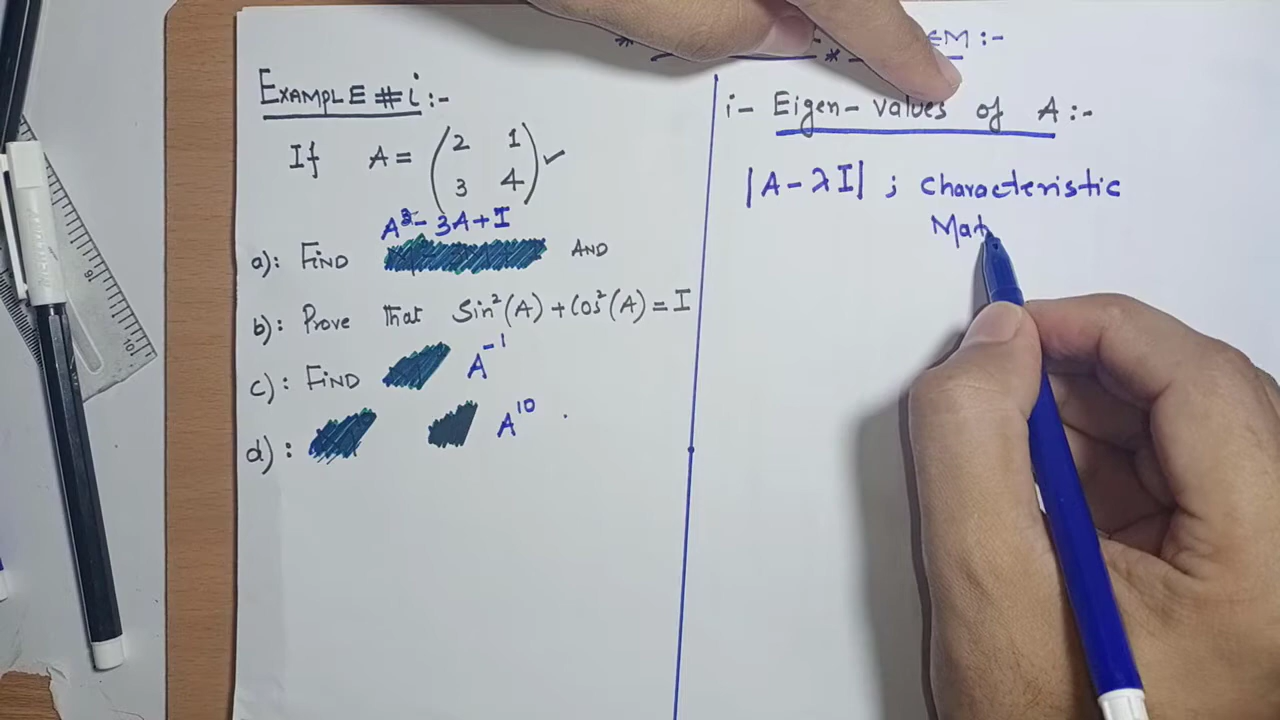 EXAMPLE # i :-
If A = ( 2 1
3 4 ) ✓
A³ - 3A + I
a): FIND AND
b): Prove that Sin²(A) + Cos²(A) = I
c): FIND A⁻¹
d): A¹⁰ .
i- Eigen-values of A:-
|A - λI| ; Characteristic
Mat